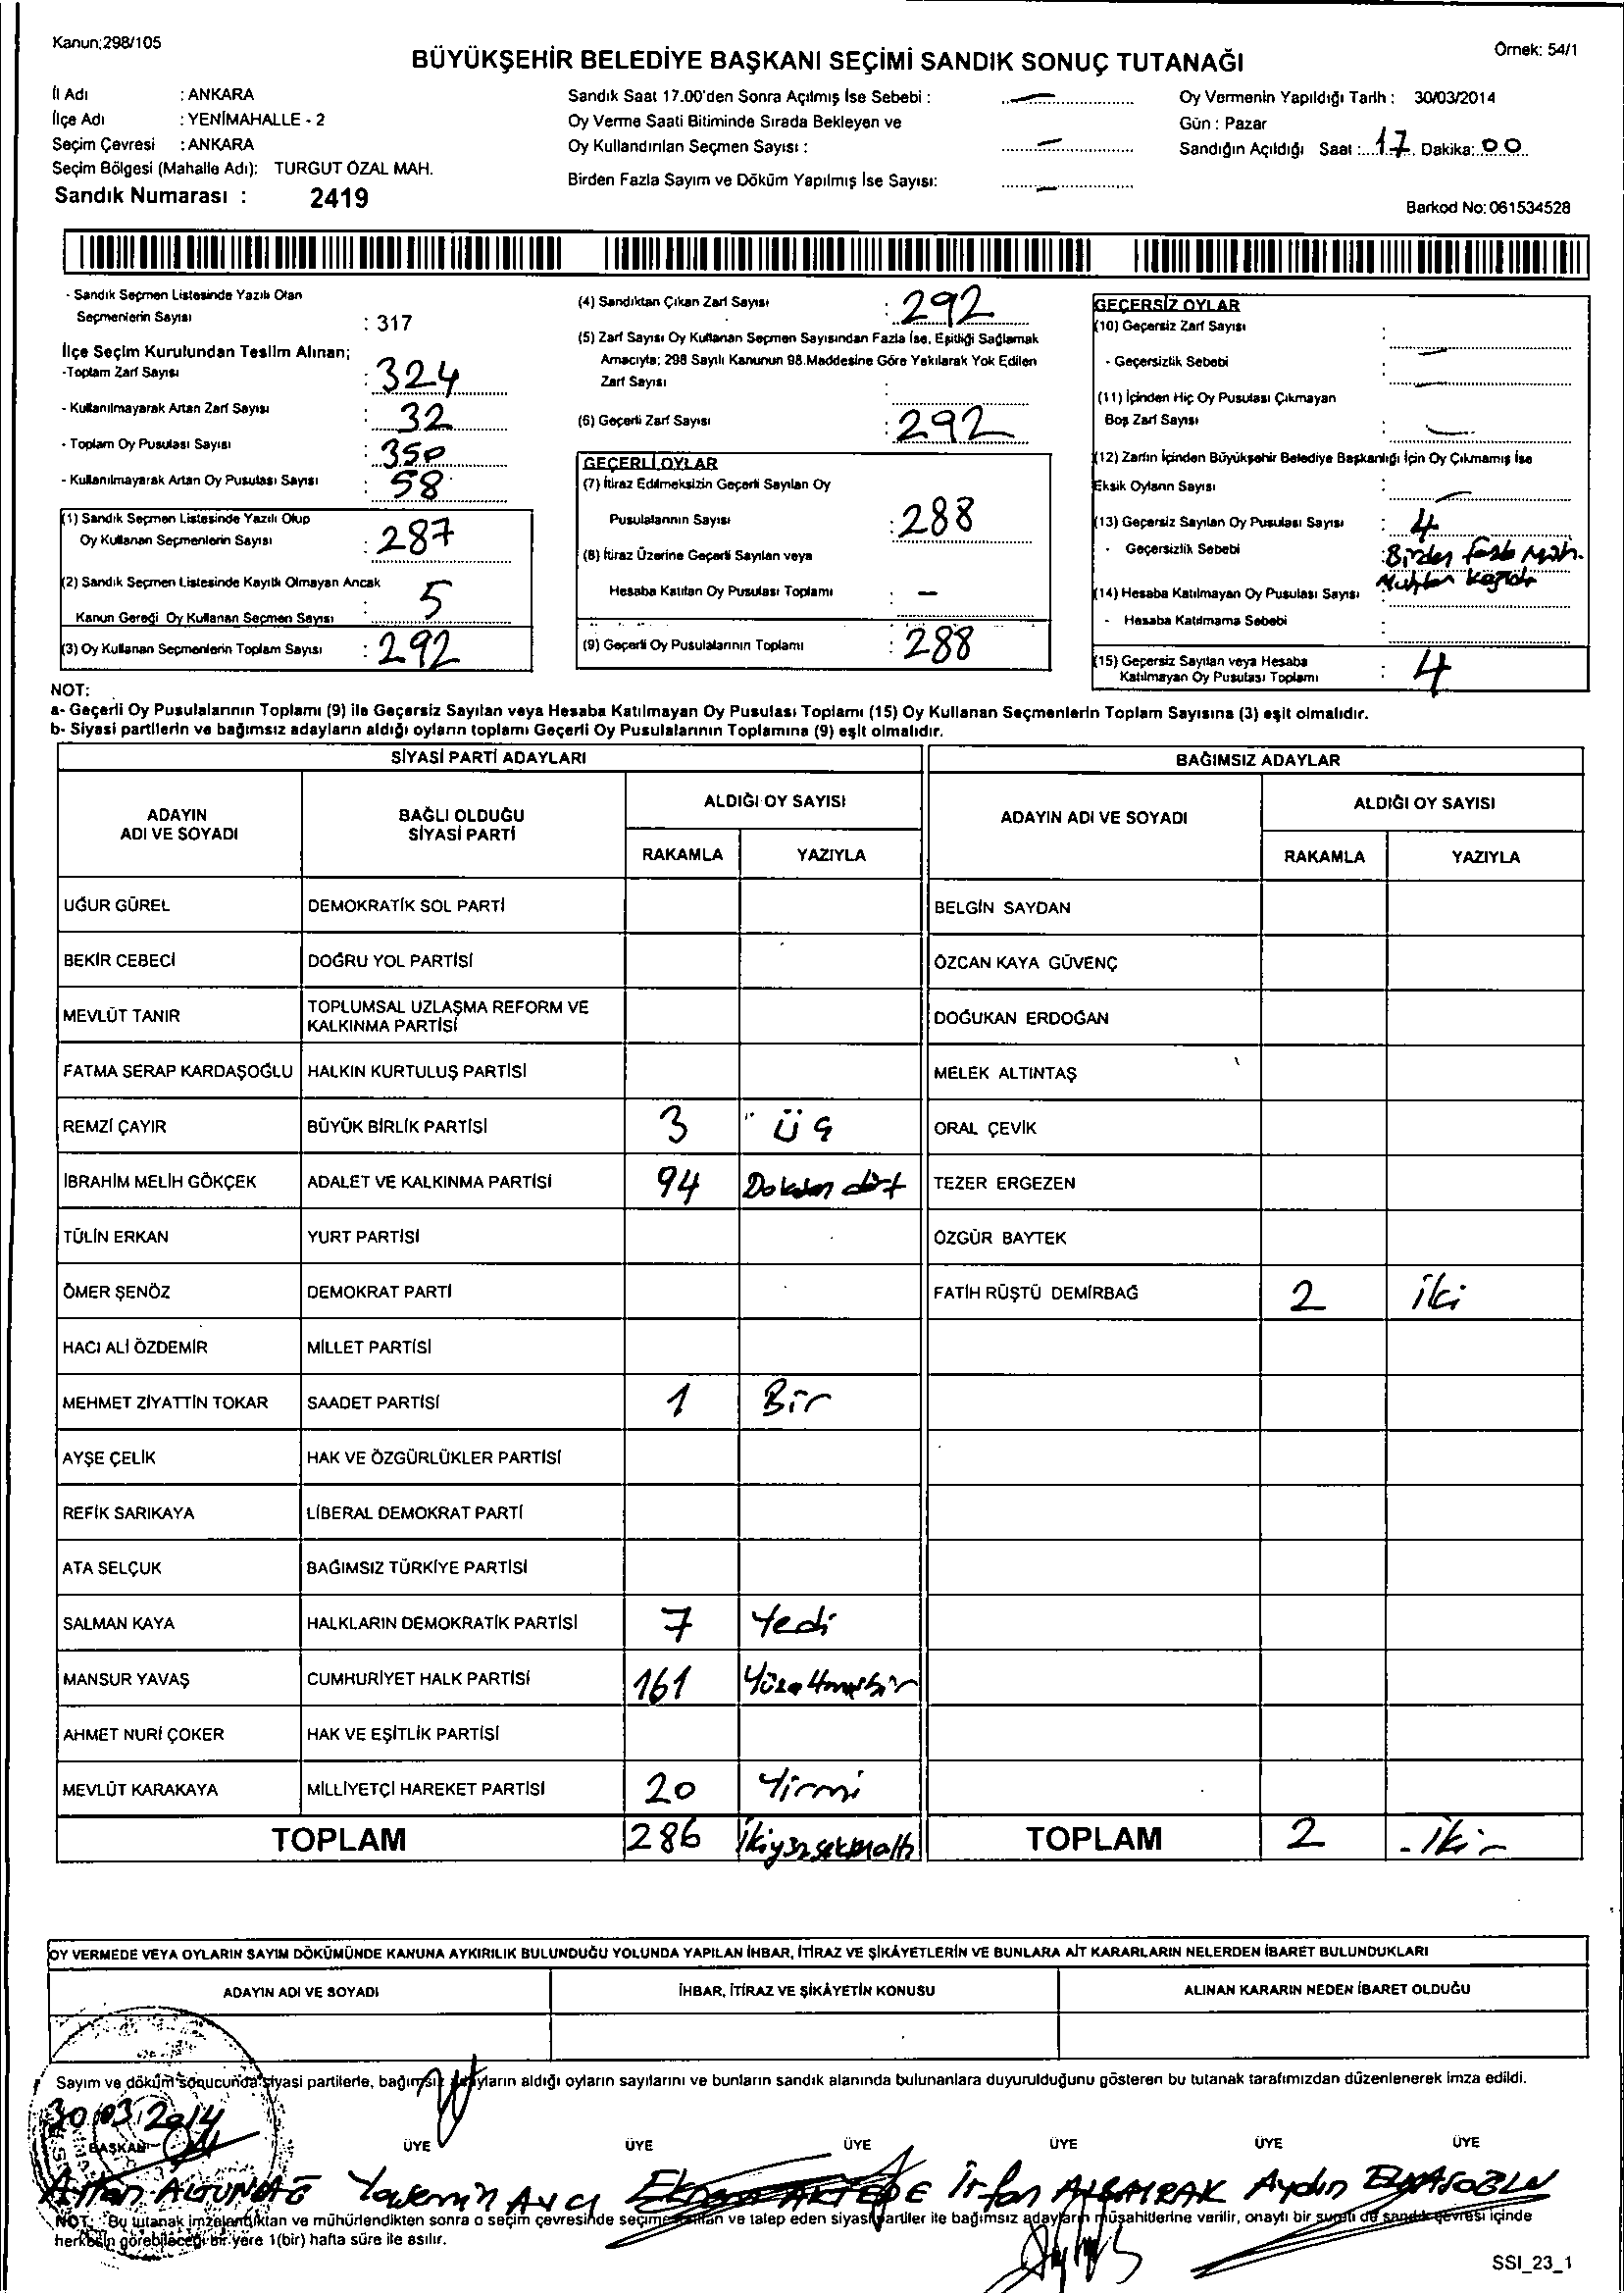 Kanun;298/105
Örnek: 54/1
BÜYÜKŞEHİR BELEDİYE BAŞKANI SEÇİMİ SANDIK SONUÇ TUTANAĞI
İl Adı : ANKARA
İlçe Adı : YENİMAHALLE - 2
Seçim Çevresi : ANKARA
Seçim Bölgesi (Mahalle Adı): TURGUT ÖZAL MAH.
Sandık Numarası : 2419
Sandık Saat 17.00'den Sonra Açılmış İse Sebebi : —
Oy Verme Saati Bitiminde Sırada Bekleyen ve
Oy Kullandırılan Seçmen Sayısı : —
Birden Fazla Sayım ve Döküm Yapılmış İse Sayısı: —
Oy Vermenin Yapıldığı Tarih : 30/03/2014
Gün : Pazar
Sandığın Açıldığı Saat : 17 Dakika: 00
Barkod No: 061534528
- Sandık Seçmen Listesinde Yazılı Olan
Seçmenlerin Sayısı : 317
İlçe Seçim Kurulundan Teslim Alınan;
-Toplam Zarf Sayısı : 324
- Kullanılmayarak Artan Zarf Sayısı : 32
- Toplam Oy Pusulası Sayısı : 350
- Kullanılmayarak Artan Oy Pusulası Sayısı : 58
(1) Sandık Seçmen Listesinde Yazılı Olup
Oy Kullanan Seçmenlerin Sayısı : 287
(2) Sandık Seçmen Listesinde Kayıtlı Olmayan Ancak
Kanun Gereği Oy Kullanan Seçmen Sayısı : 5
(3) Oy Kullanan Seçmenlerin Toplam Sayısı : 292
(4) Sandıktan Çıkan Zarf Sayısı : 292
(5) Zarf Sayısı Oy Kullanan Seçmen Sayısından Fazla İse, Eşitliği Sağlamak
Amacıyla; 298 Sayılı Kanunun 98.Maddesine Göre Yakılarak Yok Edilen
Zarf Sayısı :
(6) Geçerli Zarf Sayısı : 292
GEÇERLİ OYLAR
(7) İtiraz Edilmeksizin Geçerli Sayılan Oy
Pusulalarının Sayısı : 288
(8) İtiraz Üzerine Geçerli Sayılan veya
Hesaba Katılan Oy Pusulası Toplamı : —
(9) Geçerli Oy Pusulalarının Toplamı : 288
GEÇERSİZ OYLAR
(10) Geçersiz Zarf Sayısı : —
- Geçersizlik Sebebi : —
(11) İçinden Hiç Oy Pusulası Çıkmayan
Boş Zarf Sayısı : —
(12) Zarfın İçinden Büyükşehir Belediye Başkanlığı İçin Oy Çıkmamış İse
Eksik Oyların Sayısı : —
(13) Geçersiz Sayılan Oy Pusulası Sayısı : 4
- Geçersizlik Sebebi : Birden fazla Müh.
(14) Hesaba Katılmayan Oy Pusulası Sayısı
- Hesaba Katılmama Sebebi :
(15) Geçersiz Sayılan veya Hesaba
Katılmayan Oy Pusulası Toplamı : 4
NOT:
a- Geçerli Oy Pusulalarının Toplamı (9) ile Geçersiz Sayılan veya Hesaba Katılmayan Oy Pusulası Toplamı (15) Oy Kullanan Seçmenlerin Toplam Sayısına (3) eşit olmalıdır.
b- Siyasi partilerin ve bağımsız adayların aldığı oyların toplamı Geçerli Oy Pusulalarının Toplamına (9) eşit olmalıdır.
SİYASİ PARTİ ADAYLARI BAĞIMSIZ ADAYLAR
ADAYIN ADI VE SOYADI BAĞLI OLDUĞU SİYASİ PARTİ ALDIĞI OY SAYISI ADAYIN ADI VE SOYADI ALDIĞI OY SAYISI
RAKAMLA YAZIYLA RAKAMLA YAZIYLA
UĞUR GÜREL DEMOKRATİK SOL PARTİ BELGİN SAYDAN
BEKİR CEBECİ DOĞRU YOL PARTİSİ ÖZCAN KAYA GÜVENÇ
MEVLÜT TANIR TOPLUMSAL UZLAŞMA REFORM VE KALKINMA PARTİSİ DOĞUKAN ERDOĞAN
FATMA SERAP KARDAŞOĞLU HALKIN KURTULUŞ PARTİSİ MELEK ALTINTAŞ
REMZİ ÇAYIR BÜYÜK BİRLİK PARTİSİ 3 üç ORAL ÇEVİK
İBRAHİM MELİH GÖKÇEK ADALET VE KALKINMA PARTİSİ 94 Doksan dört TEZER ERGEZEN
TÜLİN ERKAN YURT PARTİSİ ÖZGÜR BAYTEK
ÖMER ŞENÖZ DEMOKRAT PARTİ FATİH RÜŞTÜ DEMİRBAĞ 2 iki
HACI ALİ ÖZDEMİR MİLLET PARTİSİ
MEHMET ZİYATTİN TOKAR SAADET PARTİSİ 1 Bir
AYŞE ÇELİK HAK VE ÖZGÜRLÜKLER PARTİSİ
REFİK SARIKAYA LİBERAL DEMOKRAT PARTİ
ATA SELÇUK BAĞIMSIZ TÜRKİYE PARTİSİ
SALMAN KAYA HALKLARIN DEMOKRATİK PARTİSİ 7 Yedi
MANSUR YAVAŞ CUMHURİYET HALK PARTİSİ 161 Yüzaltmışbir
AHMET NURİ ÇOKER HAK VE EŞİTLİK PARTİSİ
MEVLÜT KARAKAYA MİLLİYETÇİ HAREKET PARTİSİ 20 Yirmi
TOPLAM 286 İkiyüzseksenaltı TOPLAM 2 - İki -
OY VERMEDE VEYA OYLARIN SAYIM DÖKÜMÜNDE KANUNA AYKIRILIK BULUNDUĞU YOLUNDA YAPILAN İHBAR, İTİRAZ VE ŞİKÂYETLERİN VE BUNLARA AİT KARARLARIN NELERDEN İBARET BULUNDUKLARI
ADAYIN ADI VE SOYADI İHBAR, İTİRAZ VE ŞİKÂYETİN KONUSU ALINAN KARARIN NEDEN İBARET OLDUĞU
Sayım ve döküm sonucunda siyasi partilerle, bağımsız adayların aldığı oyların sayılarını ve bunların sandık alanında bulunanlara duyurulduğunu gösteren bu tutanak tarafımızdan düzenlenerek imza edildi.
30/03/2014
BAŞKAN ÜYE ÜYE ÜYE ÜYE ÜYE ÜYE
ALTUNDAĞ Yasemin Avcı AKTEPE İrfan ALBAYRAK Aydın
NOT: Bu tutanak imzalandıktan ve mühürlendikten sonra o seçim çevresinde seçime katılan ve talep eden siyasi partiler ile bağımsız adayların müşahitlerine verilir, onaylı bir sureti de sandık çevresi içinde
herkesin görebileceği bir yere 1(bir) hafta süre ile asılır.
SSI_23_1